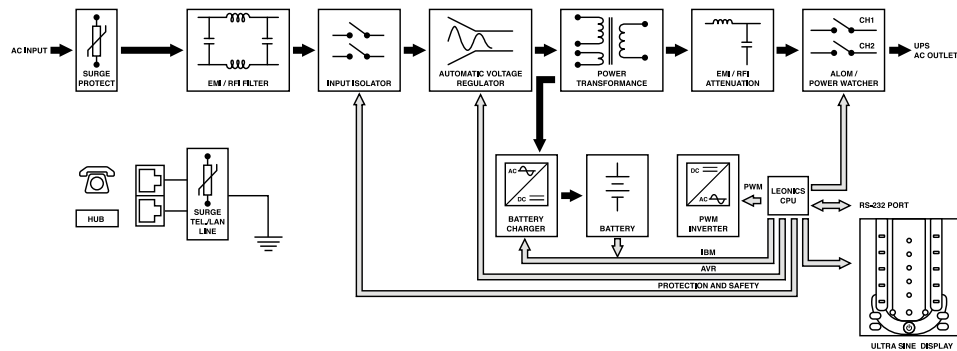 AC INPUT
SURGE
PROTECT
EMI / RFI FILTER
INPUT ISOLATOR
AUTOMATIC VOLTAGE
REGULATOR
POWER
TRANSFORMANCE
EMI / RFI
ATTENUATION
CH1
CH2
ALOM /
POWER WATCHER
UPS
AC OUTLET
HUB
SURGE
TEL/LAN
LINE
AC
DC
BATTERY
CHARGER
BATTERY
DC
AC
PWM
INVERTER
PWM
LEONICS
CPU
RS-232 PORT
IBM
AVR
PROTECTION AND SAFETY
ULTRA SINE DISPLAY